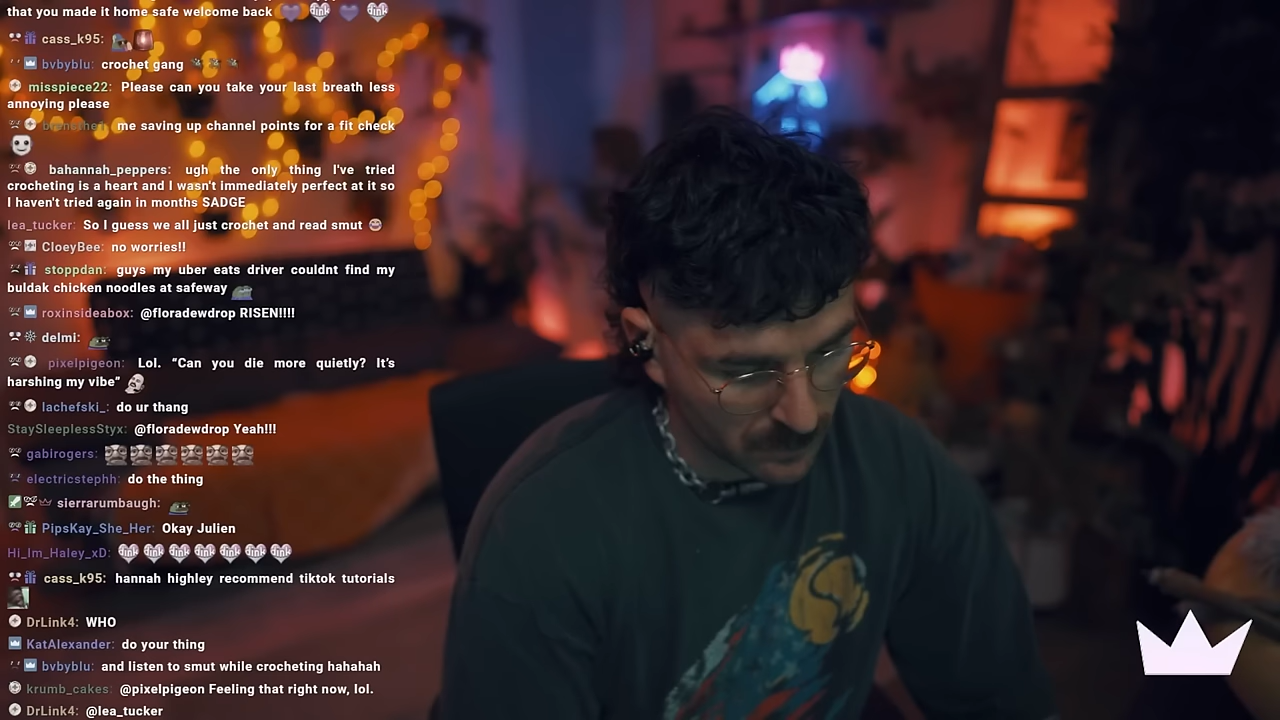 that you made it home safe welcome back
cass_k95:
bvbyblu: crochet gang
misspiece22: Please can you take your last breath less
annoying please
me saving up channel points for a fit check
bahannah_peppers: ugh the only thing I've tried
crocheting is a heart and I wasn't immediately perfect at it so
I haven't tried again in months SADGE
lea_tucker: So I guess we all just crochet and read smut
CloeyBee: no worries!!
stoppdan: guys my uber eats driver couldnt find my
buldak chicken noodles at safeway
roxinsideabox: @floradewdrop RISEN!!!!
delmi:
pixelpigeon: Lol. “Can you die more quietly? It’s
harshing my vibe”
lachefski_: do ur thang
StaySleeplessStyx: @floradewdrop Yeah!!!
gabirogers:
electricstephh: do the thing
sierrarumbaugh:
PipsKay_She_Her: Okay Julien
Hi_Im_Haley_xD:
cass_k95: hannah highley recommend tiktok tutorials
DrLink4: WHO
KatAlexander: do your thing
bvbyblu: and listen to smut while crocheting hahahah
krumb_cakes: @pixelpigeon Feeling that right now, lol.
DrLink4: @lea_tucker